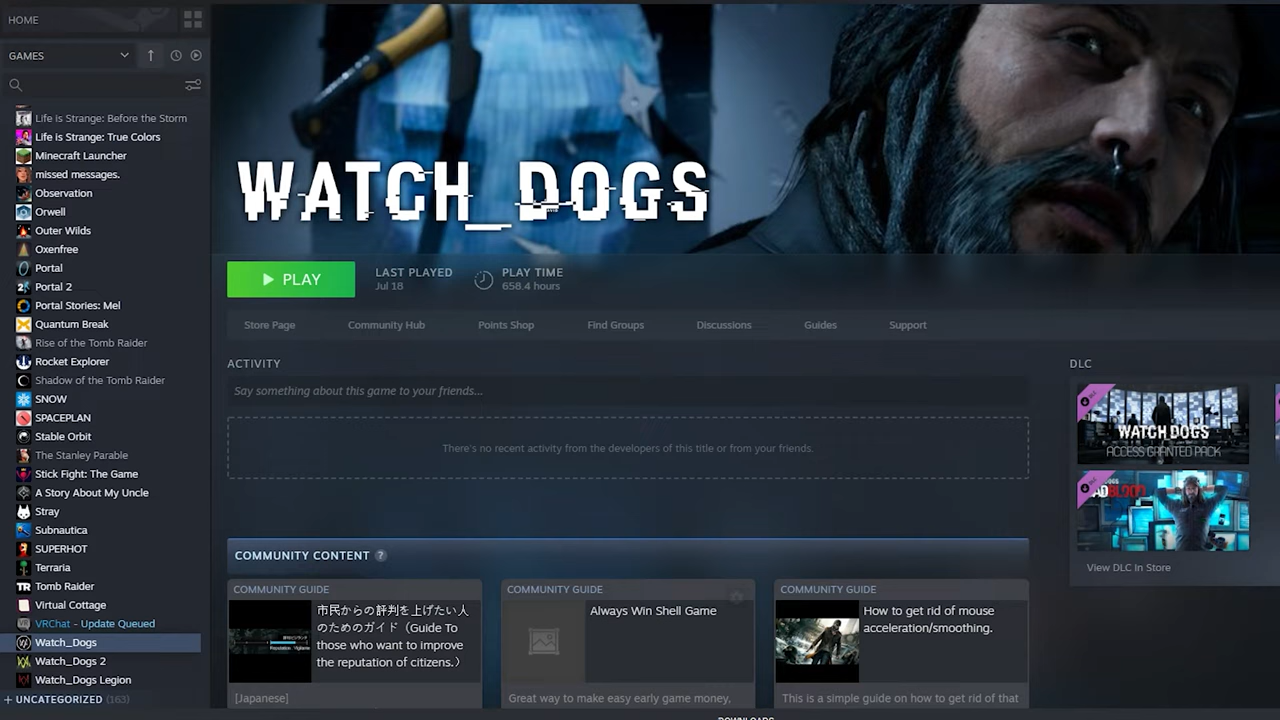 HOME
GAMES
Life is Strange: Before the Storm
Life is Strange: True Colors
Minecraft Launcher
missed messages.
Observation
Orwell
Outer Wilds
Oxenfree
Portal
Portal 2
Portal Stories: Mel
Quantum Break
Rise of the Tomb Raider
Rocket Explorer
Shadow of the Tomb Raider
SNOW
SPACEPLAN
Stable Orbit
The Stanley Parable
Stick Fight: The Game
A Story About My Uncle
Stray
Subnautica
SUPERHOT
Terraria
Tomb Raider
Virtual Cottage
VRChat - Update Queued
Watch_Dogs
Watch_Dogs 2
Watch_Dogs Legion
+ UNCATEGORIZED (163)
WATCH_DOGS
PLAY
LAST PLAYED
Jul 18
PLAY TIME
658.4 hours
Store Page
Community Hub
Points Shop
Find Groups
Discussions
Guides
Support
ACTIVITY
Say something about this game to your friends...
There's no recent activity from the developers of this title or from your friends.
DLC
WATCH DOGS
ACCESS GRANTED PACK
View DLC In Store
COMMUNITY CONTENT ?
COMMUNITY GUIDE
市民からの評判を上げたい人
のためのガイド（Guide To
those who want to improve
the reputation of citizens.）
[Japanese]
COMMUNITY GUIDE
Always Win Shell Game
Great way to make easy early game money,
COMMUNITY GUIDE
How to get rid of mouse
acceleration/smoothing.
This is a simple guide on how to get rid of that